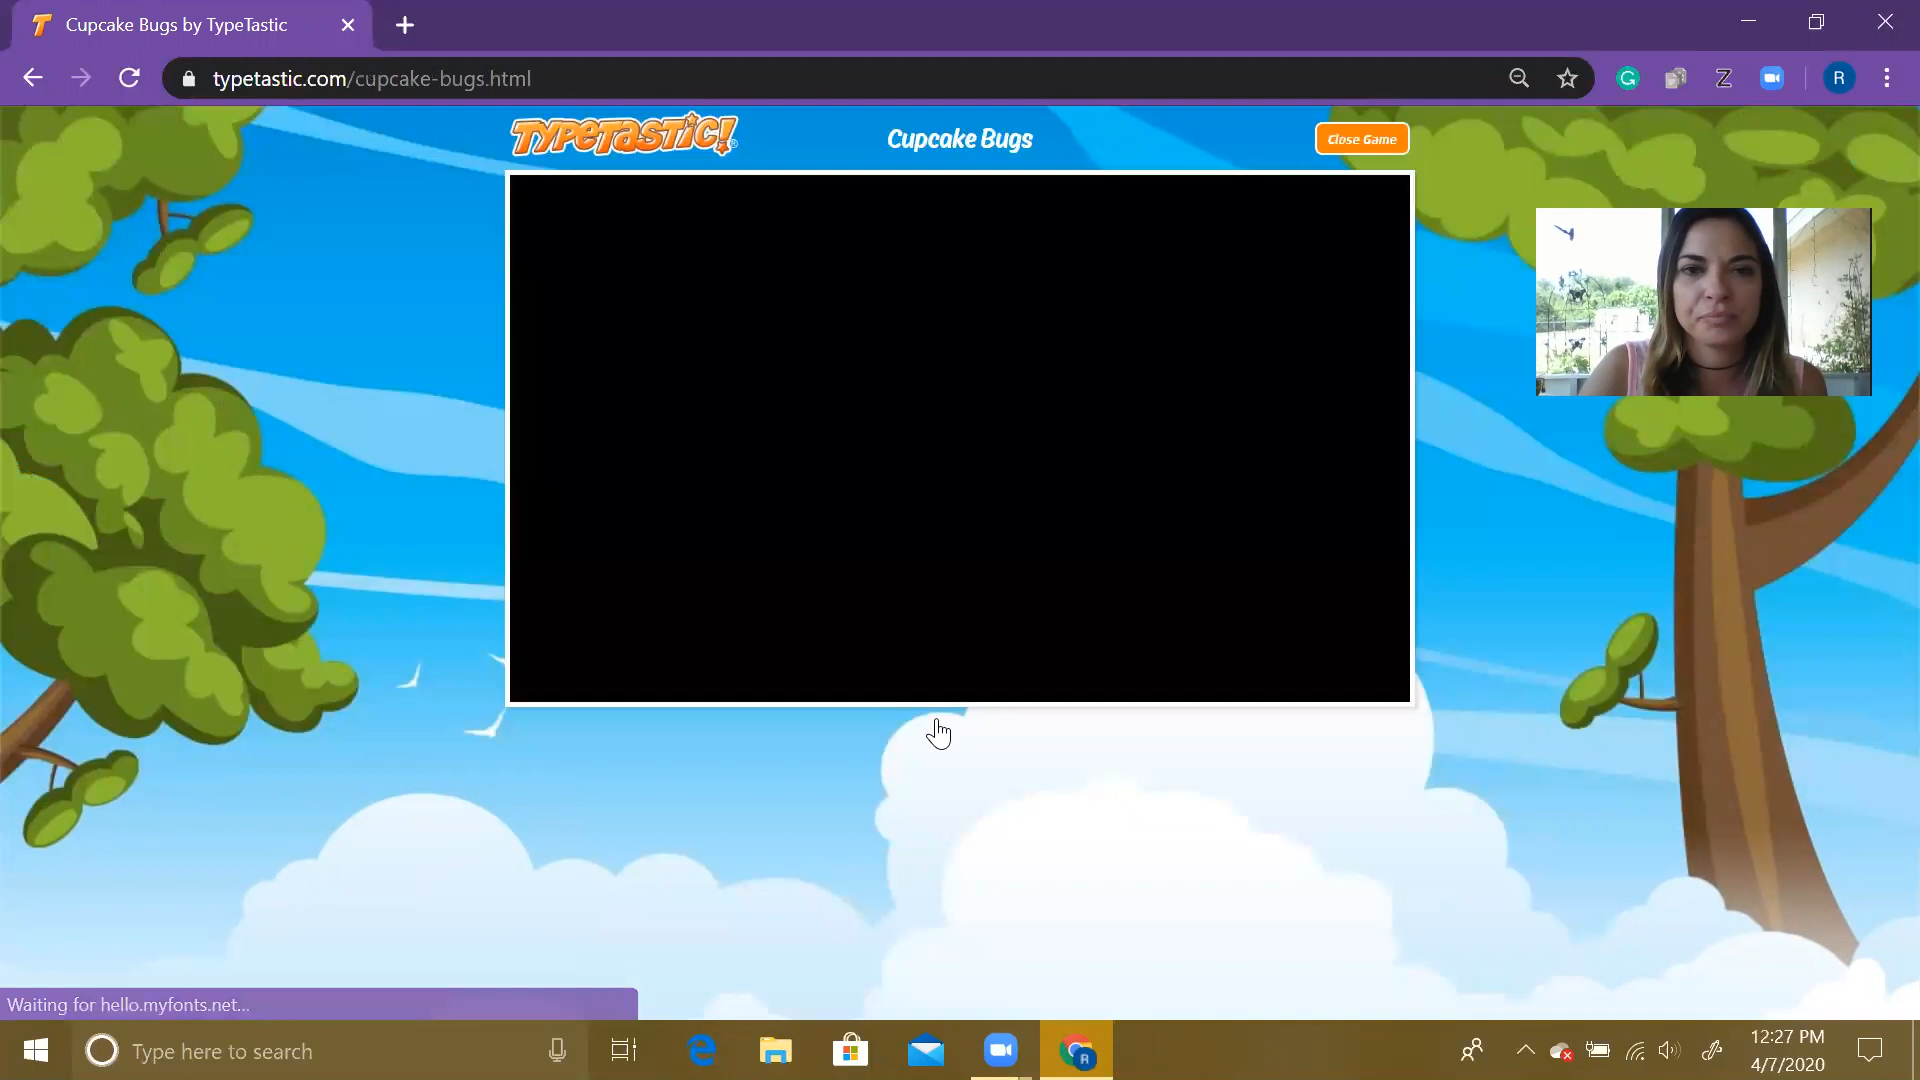 Cupcake Bugs by TypeTastic
typetastic.com/cupcake-bugs.html
R
TYPETASTIC!
Cupcake Bugs
Close Game
Waiting for hello.myfonts.net...
Type here to search
R
12:27 PM
4/7/2020